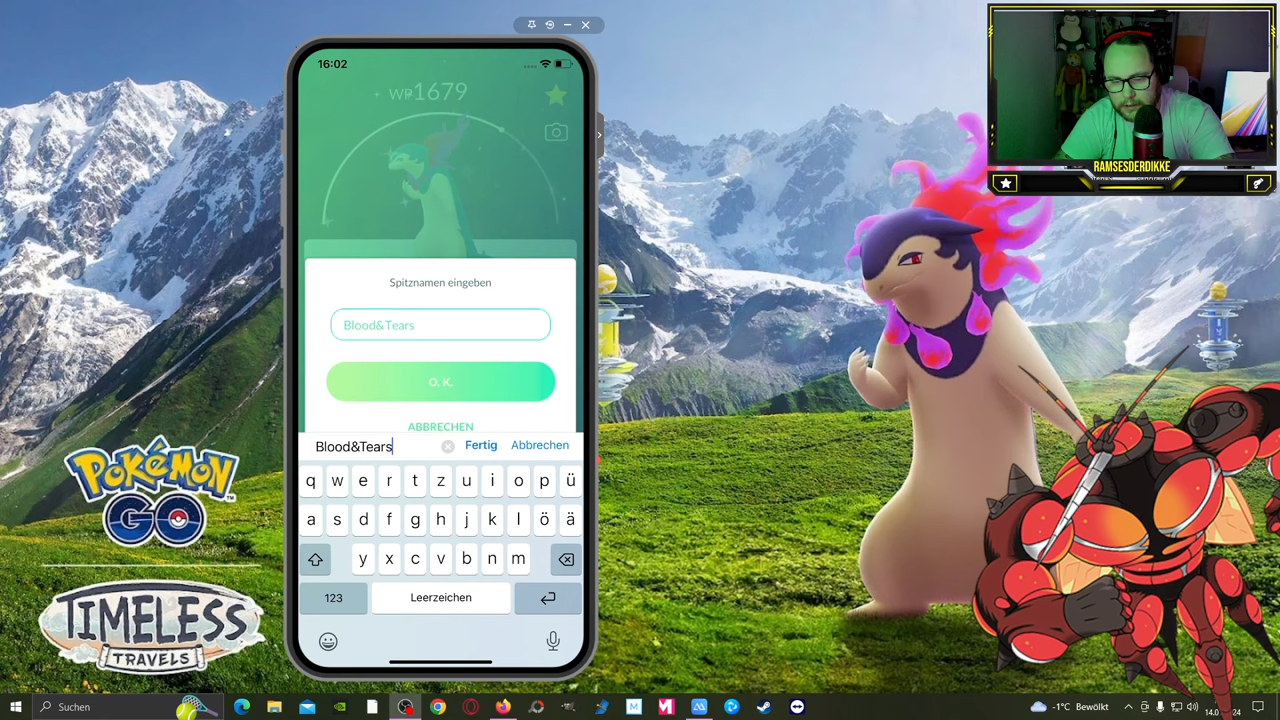 16:02
WP1679
Spitznamen eingeben
Blood&Tears
O. K.
ABBRECHEN
Blood&Tears
Fertig
Abbrechen
q w e r t z u i o p ü
a s d f g h j k l ö ä
y x c v b n m
123
Leerzeichen
RAMSESDERDIKKE
POKÉMON
GO
TM
TIMELESS
TRAVELS
Suchen
-1°C Bewölkt